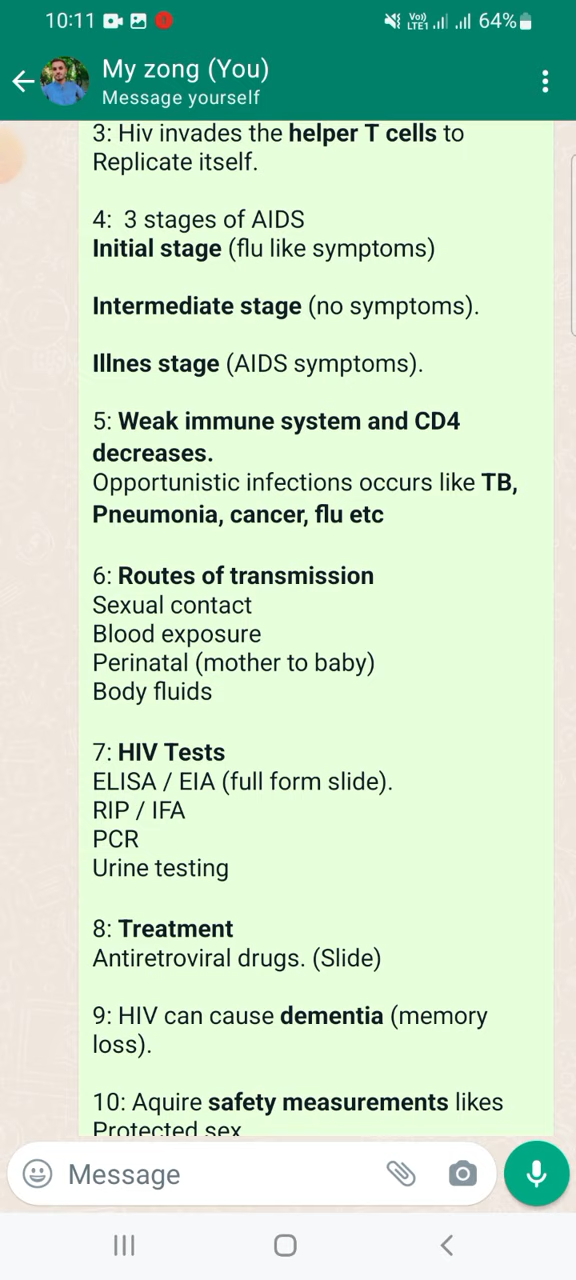 10:11
Vo))
LTE1
64%
My zong (You)
Message yourself
3: Hiv invades the helper T cells to
Replicate itself.
4:  3 stages of AIDS
Initial stage (flu like symptoms)
Intermediate stage (no symptoms).
Illnes stage (AIDS symptoms).
5: Weak immune system and CD4
decreases.
Opportunistic infections occurs like TB,
Pneumonia, cancer, flu etc
6: Routes of transmission
Sexual contact
Blood exposure
Perinatal (mother to baby)
Body fluids
7: HIV Tests
ELISA / EIA (full form slide).
RIP / IFA
PCR
Urine testing
8: Treatment
Antiretroviral drugs. (Slide)
9: HIV can cause dementia (memory
loss).
10: Aquire safety measurements likes
Protected sex
Message